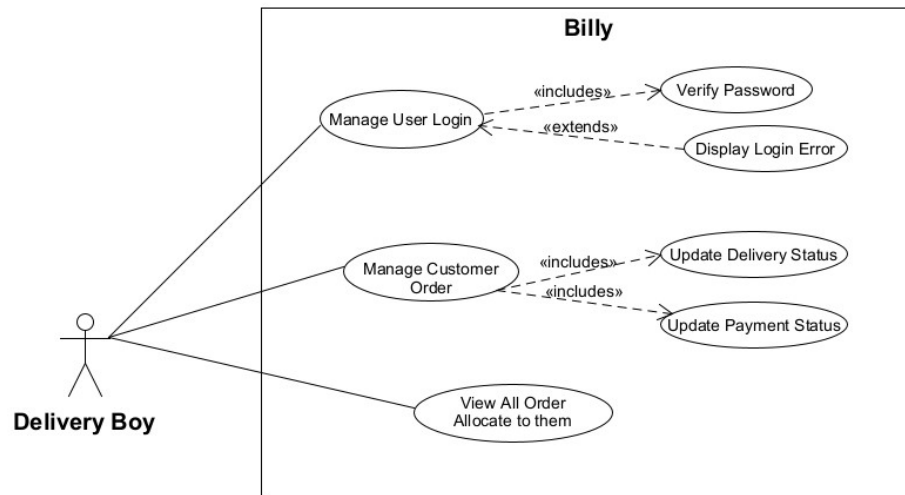 Billy
«includes»
Verify Password
Manage User Login
«extends»
Display Login Error
«includes»
Update Delivery Status
Manage Customer
Order
«includes»
Update Payment Status
View All Order
Allocate to them
Delivery Boy